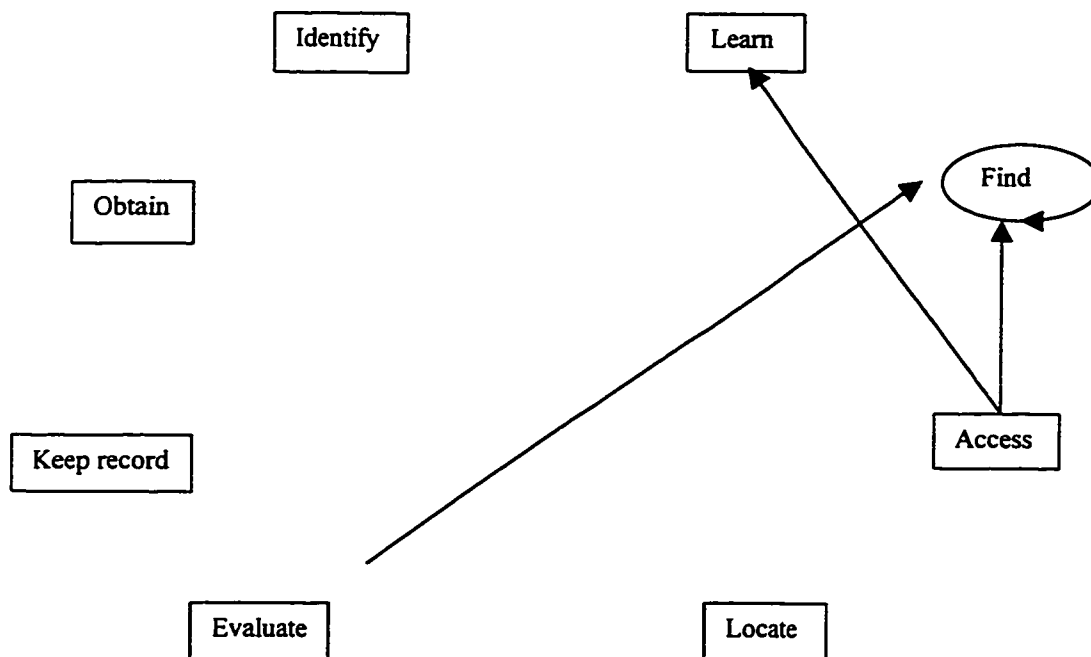 Identify
Learn
Find
Obtain
Access
Keep record
Evaluate
Locate